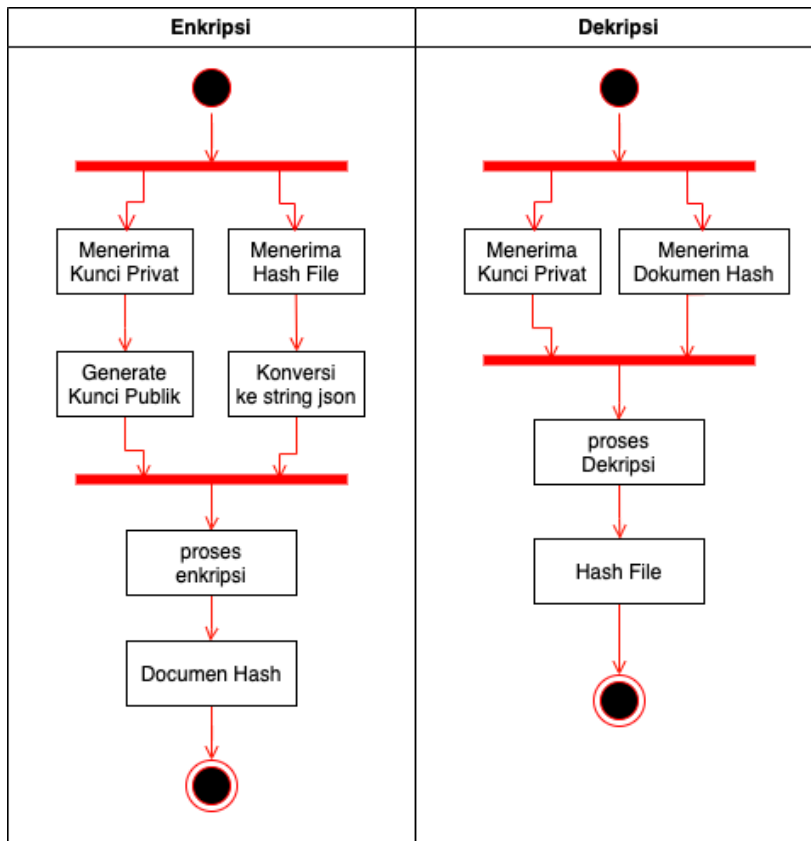 Enkripsi
Dekripsi
Menerima
Kunci Privat
Menerima
Hash File
Generate
Kunci Publik
Konversi
ke string json
proses
enkripsi
Documen Hash
Menerima
Kunci Privat
Menerima
Dokumen Hash
proses
Dekripsi
Hash File